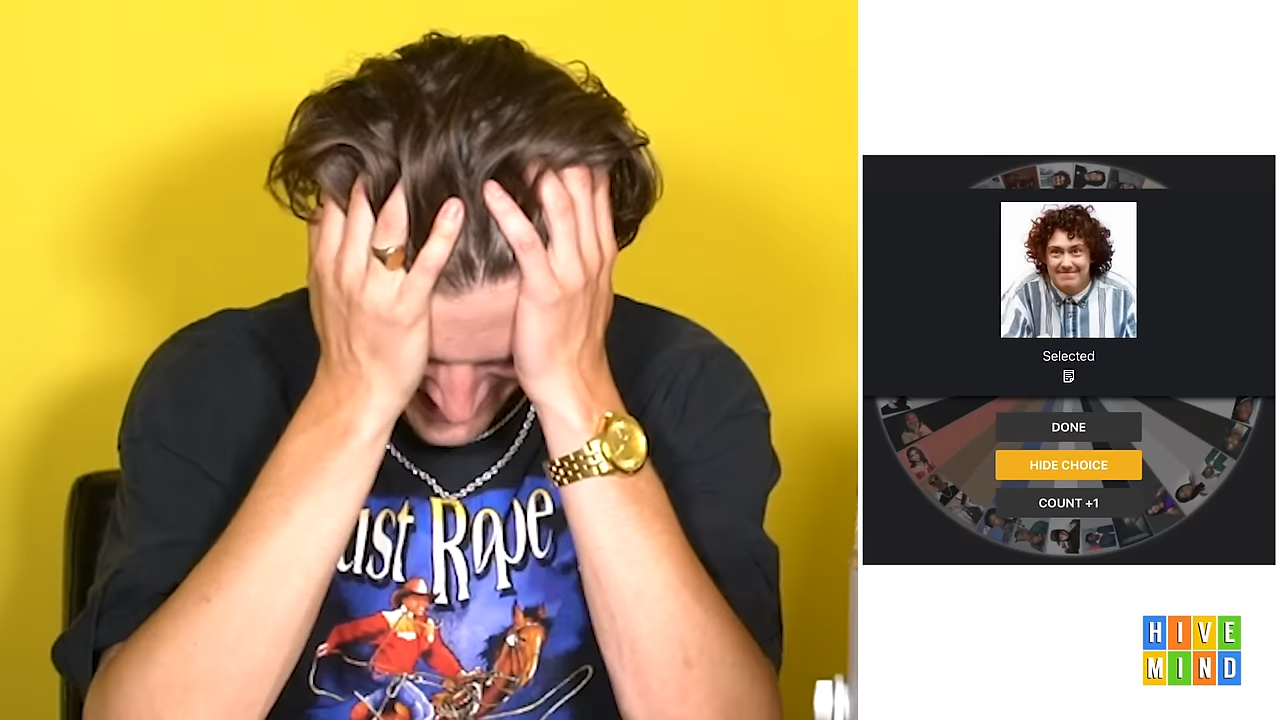 ust Rope
Selected
DONE
HIDE CHOICE
COUNT +1
HIVE
MIND